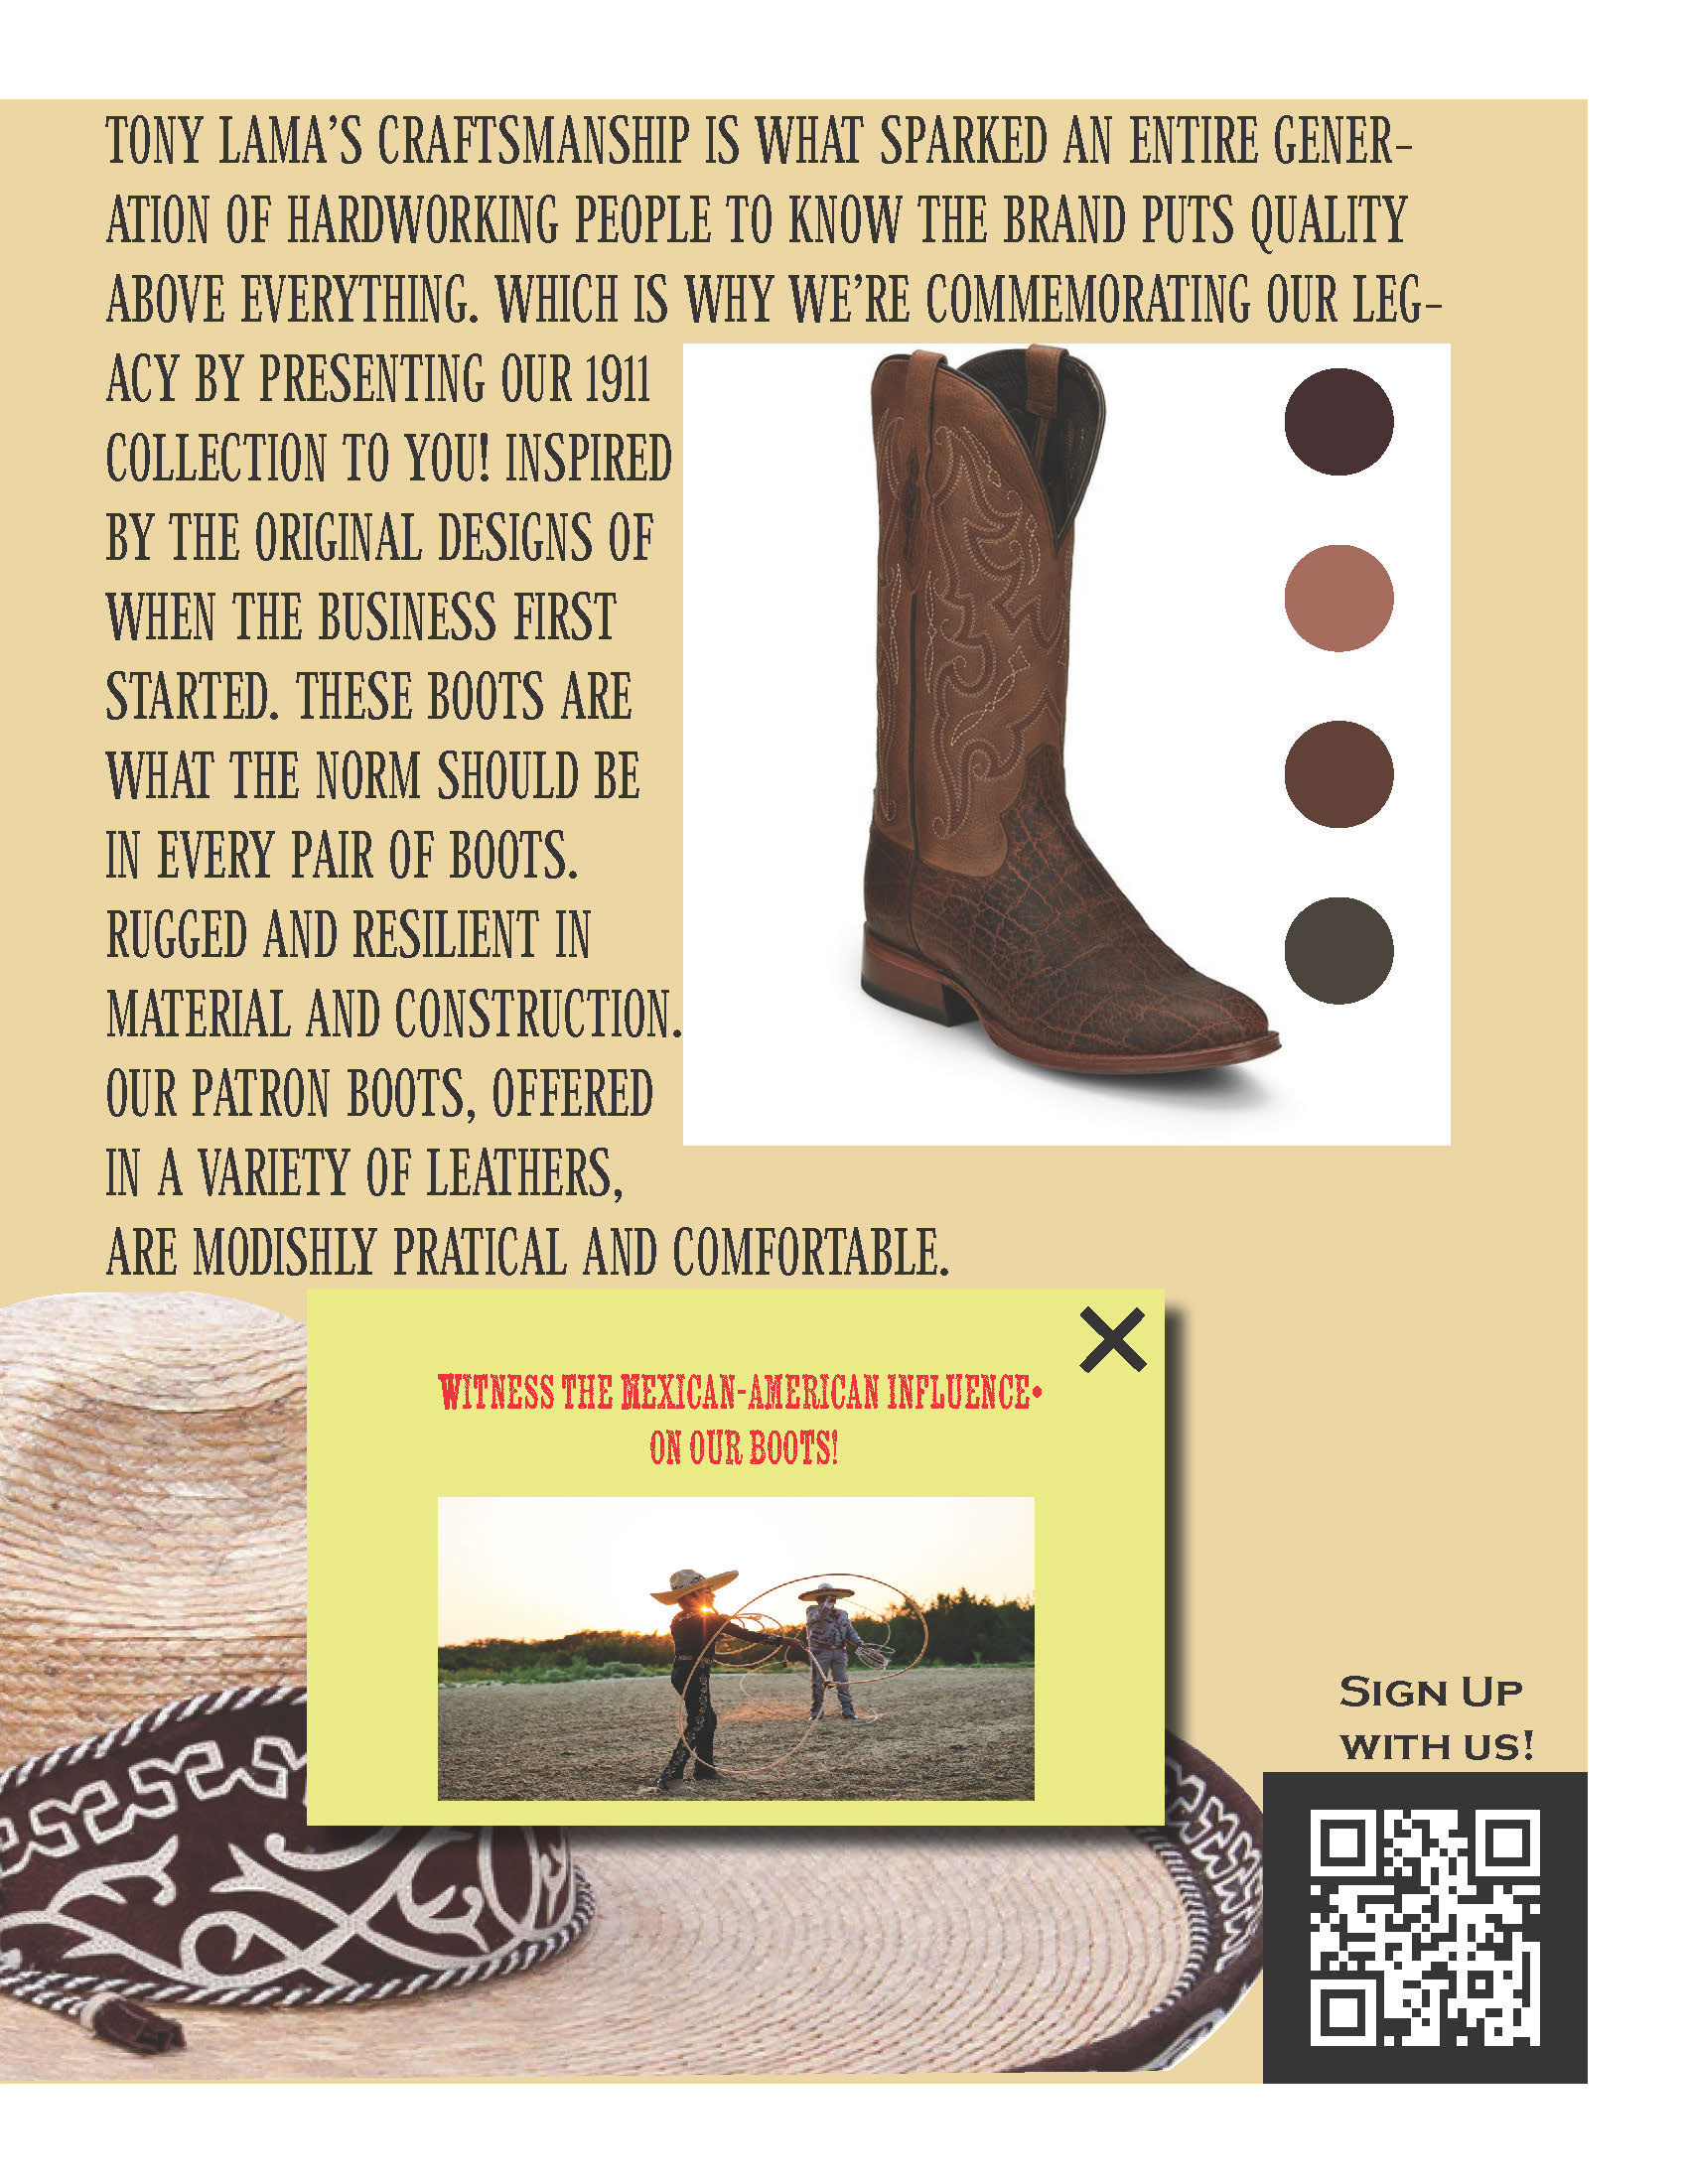 TONY LAMA'S CRAFTSMANSHIP IS WHAT SPARKED AN ENTIRE GENER-
ATION OF HARDWORKING PEOPLE TO KNOW THE BRAND PUTS QUALITY
ABOVE EVERYTHING. WHICH IS WHY WE'RE COMMEMORATING OUR LEG-
ACY BY PRESENTING OUR 1911
COLLECTION TO YOU! INSPIRED
BY THE ORIGINAL DESIGNS OF
WHEN THE BUSINESS FIRST
STARTED. THESE BOOTS ARE
WHAT THE NORM SHOULD BE
IN EVERY PAIR OF BOOTS.
RUGGED AND RESILIENT IN
MATERIAL AND CONSTRUCTION.
OUR PATRON BOOTS, OFFERED
IN A VARIETY OF LEATHERS,
ARE MODISHLY PRATICAL AND COMFORTABLE.
WITNESS THE MEXICAN-AMERICAN INFLUENCE•
ON OUR BOOTS!
SIGN UP
WITH US!